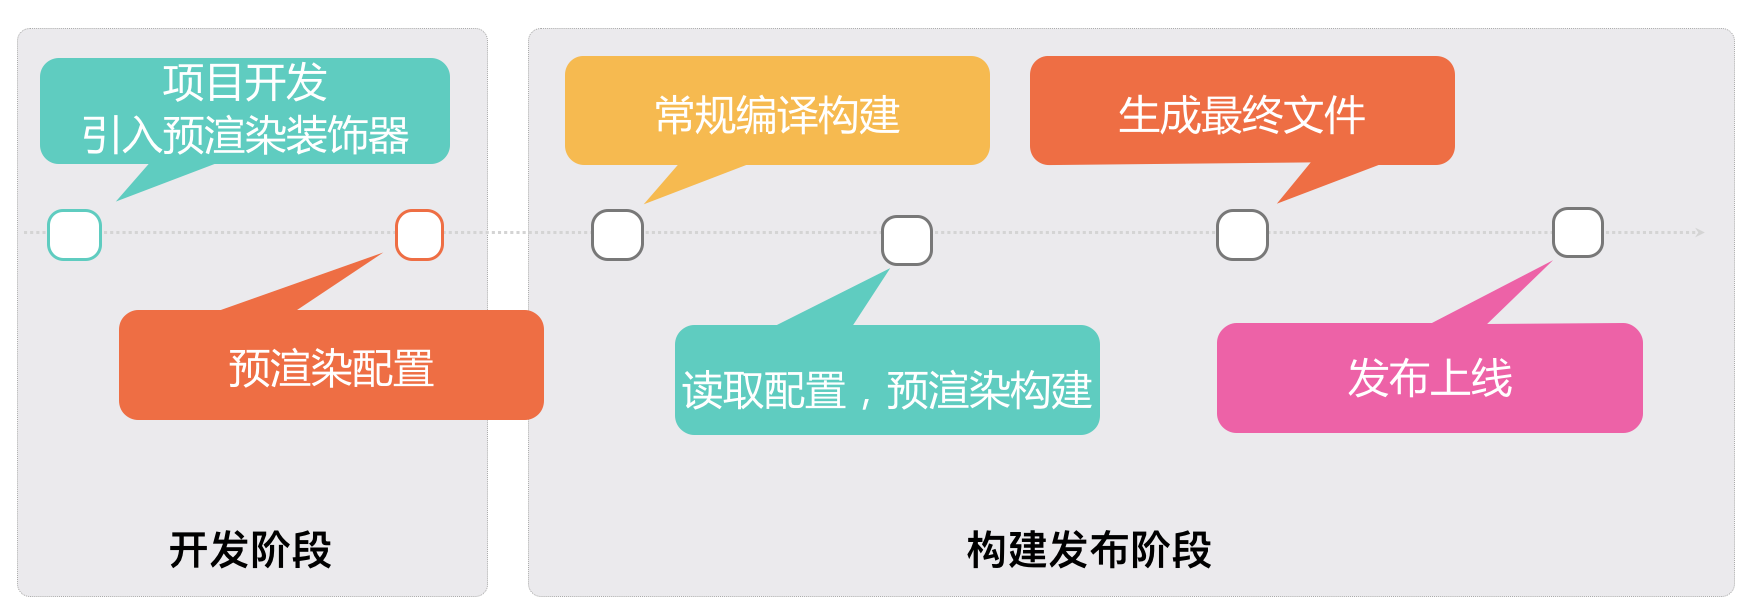 项目开发
引入预渲染装饰器
常规编译构建
生成最终文件
预渲染配置
读取配置，预渲染构建
发布上线
开发阶段
构建发布阶段